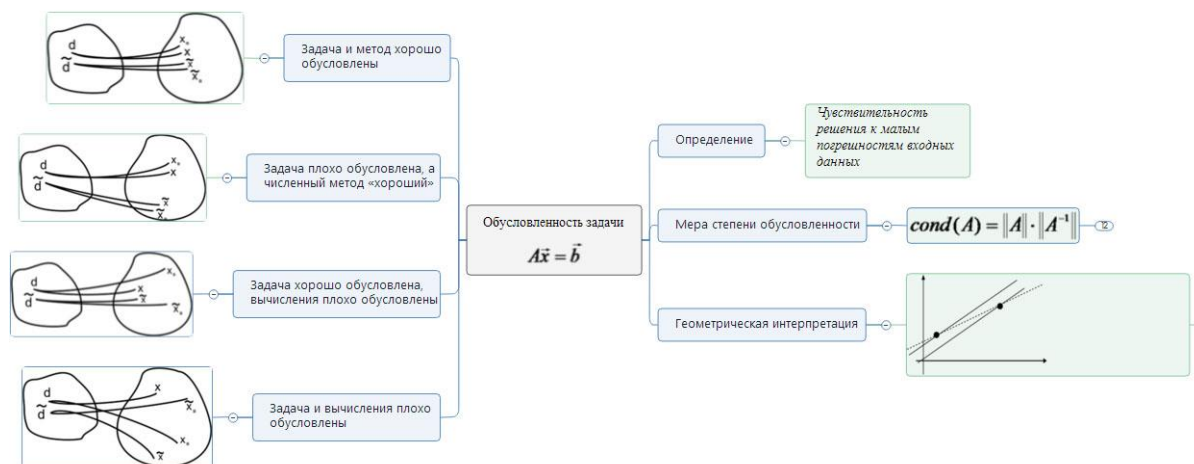 d
d̃
x*
x
x̃
x̃*
Задача и метод хорошо
обусловлены
d
d̃
x*
x
x̃
x̃*
Задача плохо обусловлена, а
численный метод «хороший»
d
d̃
x*
x
x̃
x̃*
Задача хорошо обусловлена,
вычисления плохо обусловлены
d
d̃
x
x̃*
x*
x̃
Задача и вычисления плохо
обусловлены
Обусловленность задачи
Ax⃗ = b⃗
Определение
Чувствительность
решения к малым
погрешностям входных
данных
Мера степени обусловленности
cond(A) = ||A|| · ||A⁻¹||
12
Геометрическая интерпретация